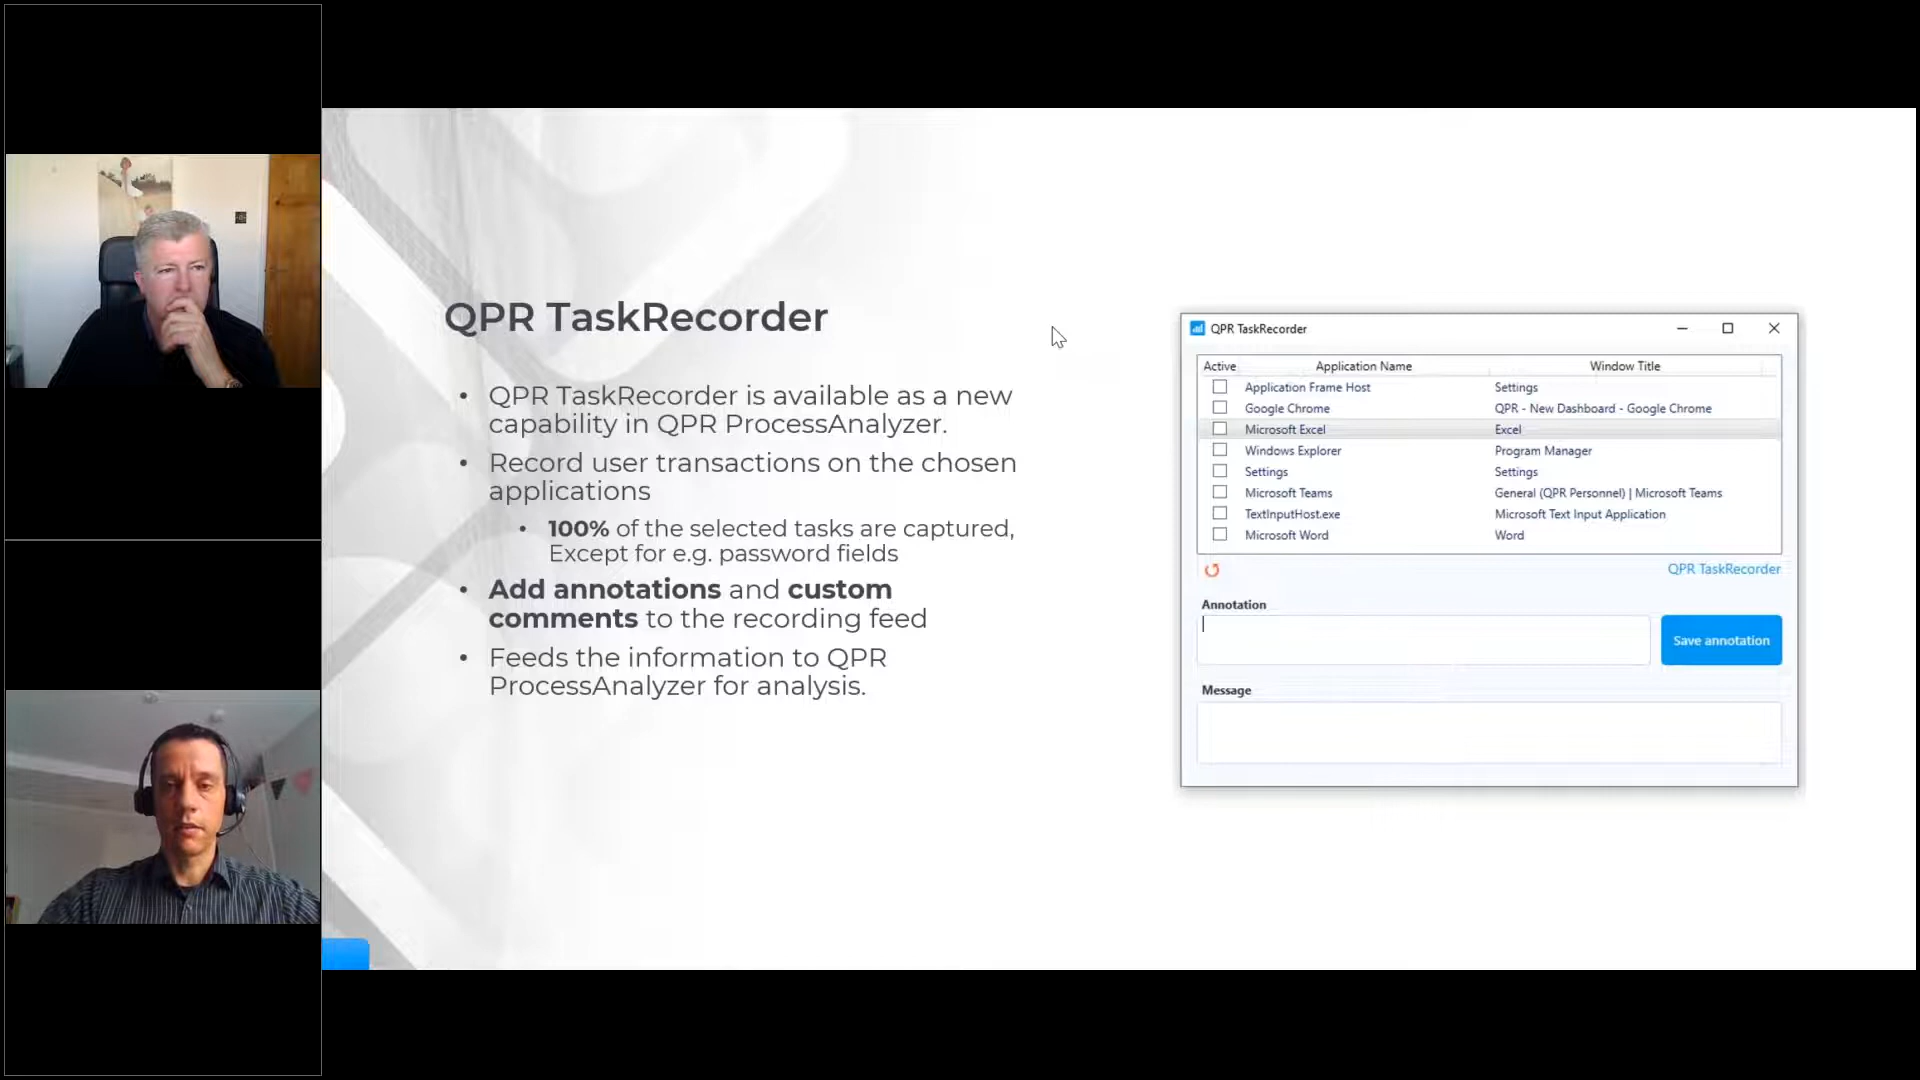 QPR TaskRecorder
• QPR TaskRecorder is available as a new
capability in QPR ProcessAnalyzer.
• Record user transactions on the chosen
applications
• 100% of the selected tasks are captured,
Except for e.g. password fields
• Add annotations and custom
comments to the recording feed
• Feeds the information to QPR
ProcessAnalyzer for analysis.
QPR TaskRecorder
Active Application Name Window Title
Application Frame Host Settings
Google Chrome QPR - New Dashboard - Google Chrome
Microsoft Excel Excel
Windows Explorer Program Manager
Settings Settings
Microsoft Teams General (QPR Personnel) | Microsoft Teams
TextInputHost.exe Microsoft Text Input Application
Microsoft Word Word
QPR TaskRecorder
Annotation
Save annotation
Message